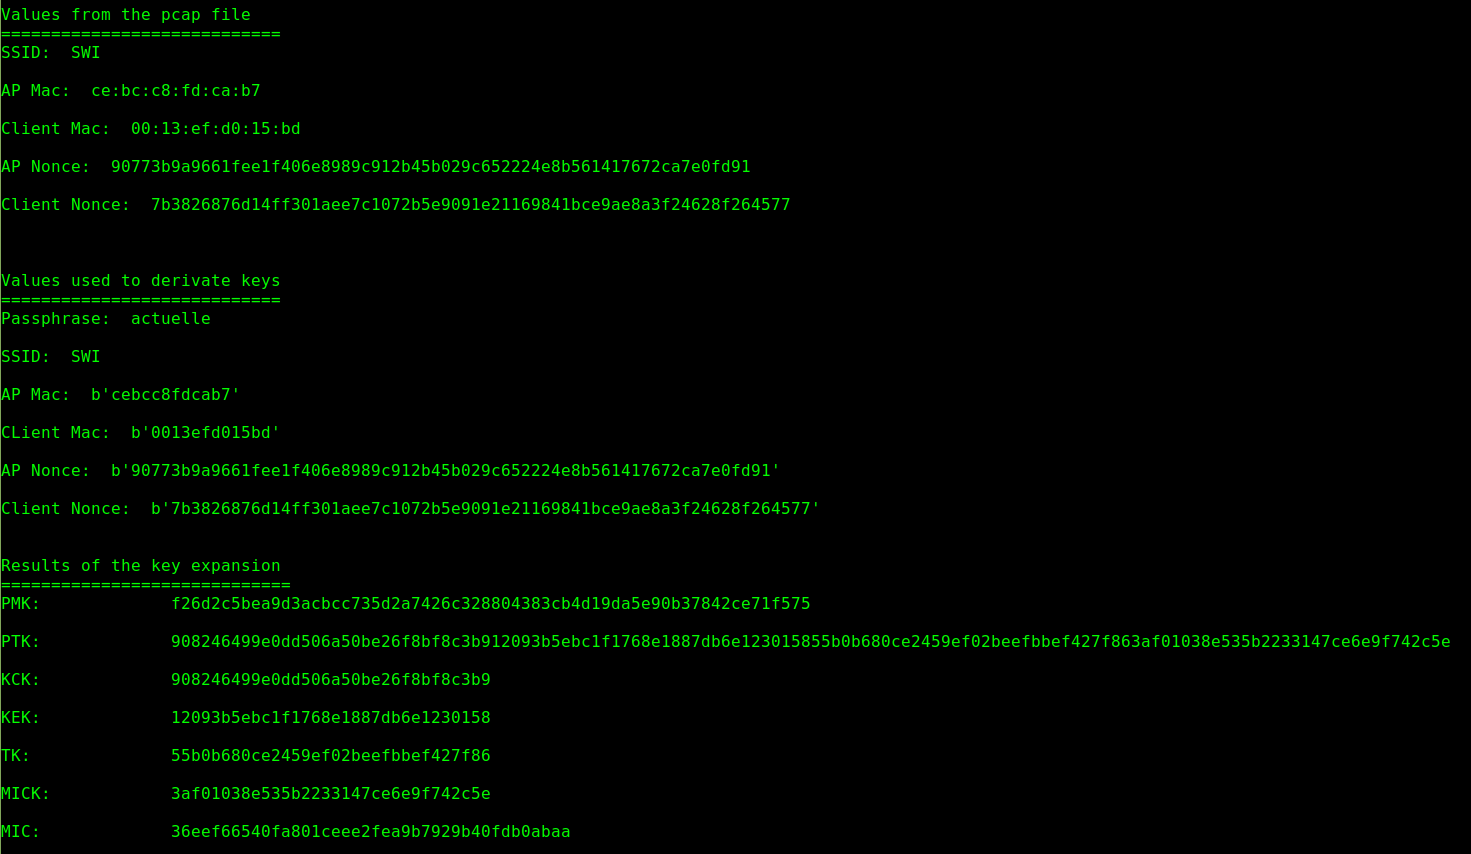 Values from the pcap file
============================
SSID:  SWI
AP Mac:  ce:bc:c8:fd:ca:b7
Client Mac:  00:13:ef:d0:15:bd
AP Nonce:  90773b9a9661fee1f406e8989c912b45b029c652224e8b561417672ca7e0fd91
Client Nonce:  7b3826876d14ff301aee7c1072b5e9091e21169841bce9ae8a3f24628f264577
Values used to derivate keys
============================
Passphrase:  actuelle
SSID:  SWI
AP Mac:  b'cebcc8fdcab7'
CLient Mac:  b'0013efd015bd'
AP Nonce:  b'90773b9a9661fee1f406e8989c912b45b029c652224e8b561417672ca7e0fd91'
Client Nonce:  b'7b3826876d14ff301aee7c1072b5e9091e21169841bce9ae8a3f24628f264577'
Results of the key expansion
=============================
PMK:             f26d2c5bea9d3acbcc735d2a7426c328804383cb4d19da5e90b37842ce71f575
PTK:             908246499e0dd506a50be26f8bf8c3b912093b5ebc1f1768e1887db6e123015855b0b680ce2459ef02beefbbef427f863af01038e535b2233147ce6e9f742c5e
KCK:             908246499e0dd506a50be26f8bf8c3b9
KEK:             12093b5ebc1f1768e1887db6e1230158
TK:              55b0b680ce2459ef02beefbbef427f86
MICK:            3af01038e535b2233147ce6e9f742c5e
MIC:             36eef66540fa801ceee2fea9b7929b40fdb0abaa